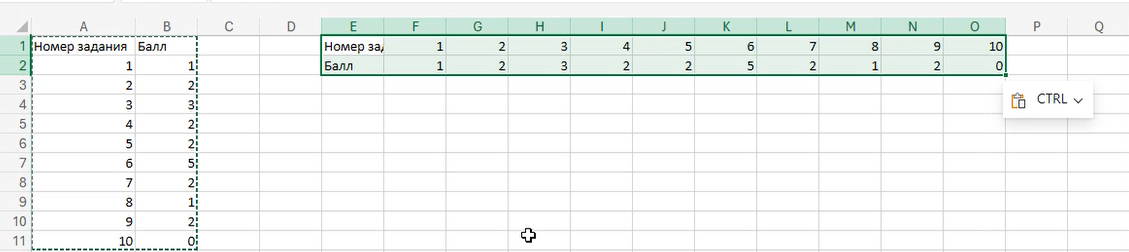 A B C D E F G H I J K L M N O P Q
1 Номер задания Балл Номер зад 1 2 3 4 5 6 7 8 9 10
2 1 1 Балл 1 2 3 2 2 5 2 1 2 0
3 2 2
4 3 3 CTRL
5 4 2
6 5 2
7 6 5
8 7 2
9 8 1
10 9 2
11 10 0